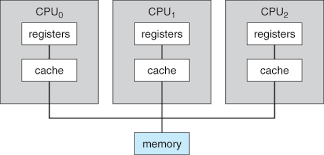 CPU₀ CPU₁ CPU₂
registers registers registers
cache cache cache
memory